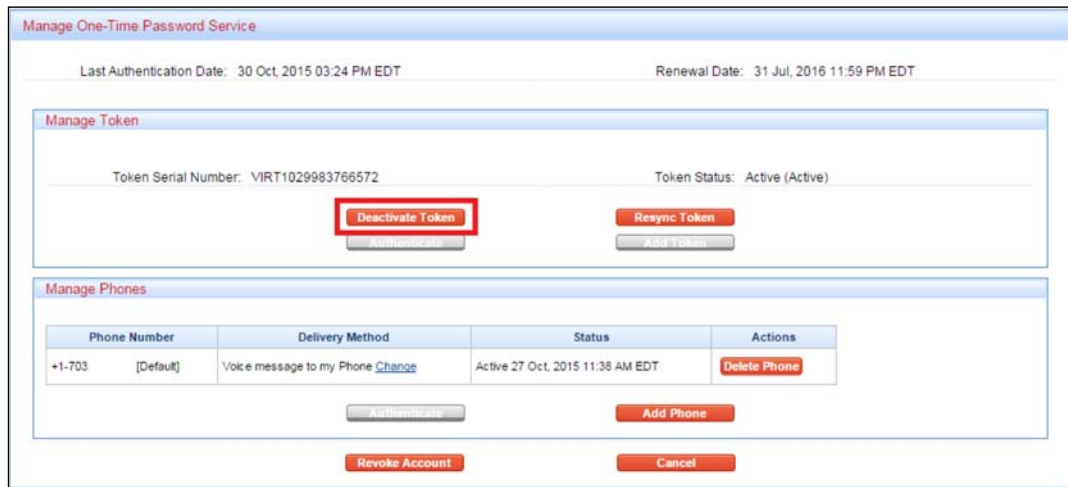 Manage One-Time Password Service
Last Authentication Date: 30 Oct, 2015 03:24 PM EDT Renewal Date: 31 Jul, 2016 11:59 PM EDT
Manage Token
Token Serial Number: VIRT1029983766572 Token Status: Active (Active)
Deactivate Token Resync Token
Authenticate Add Token
Manage Phones
Phone Number Delivery Method Status Actions
+1-703 [Default] Voice message to my Phone Change Active 27 Oct, 2015 11:38 AM EDT Delete Phone
Authenticate Add Phone
Revoke Account Cancel